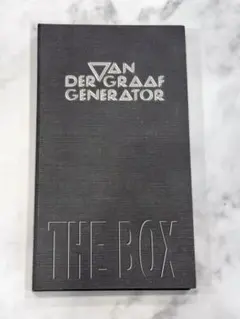 VAN
DER GRAAF
GENERATOR
THE BOX